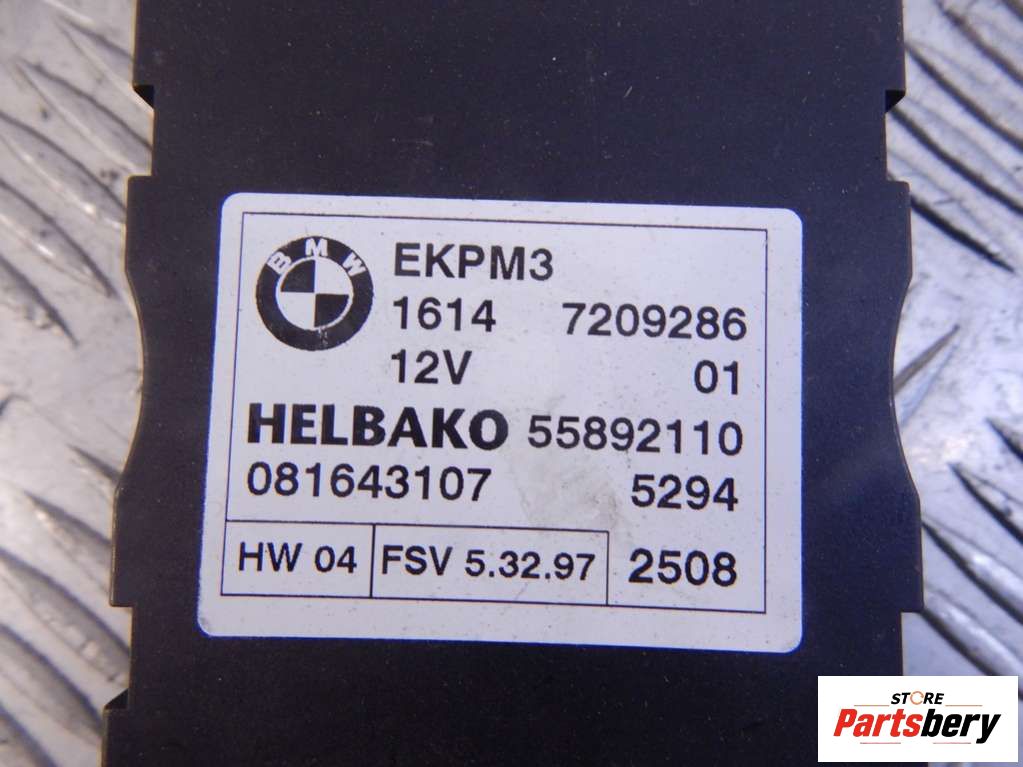 BMW
EKPM3
1614 7209286
12V 01
HELBAKO 55892110
081643107 5294
HW 04 FSV 5.32.97 2508
STORE
Partsbery